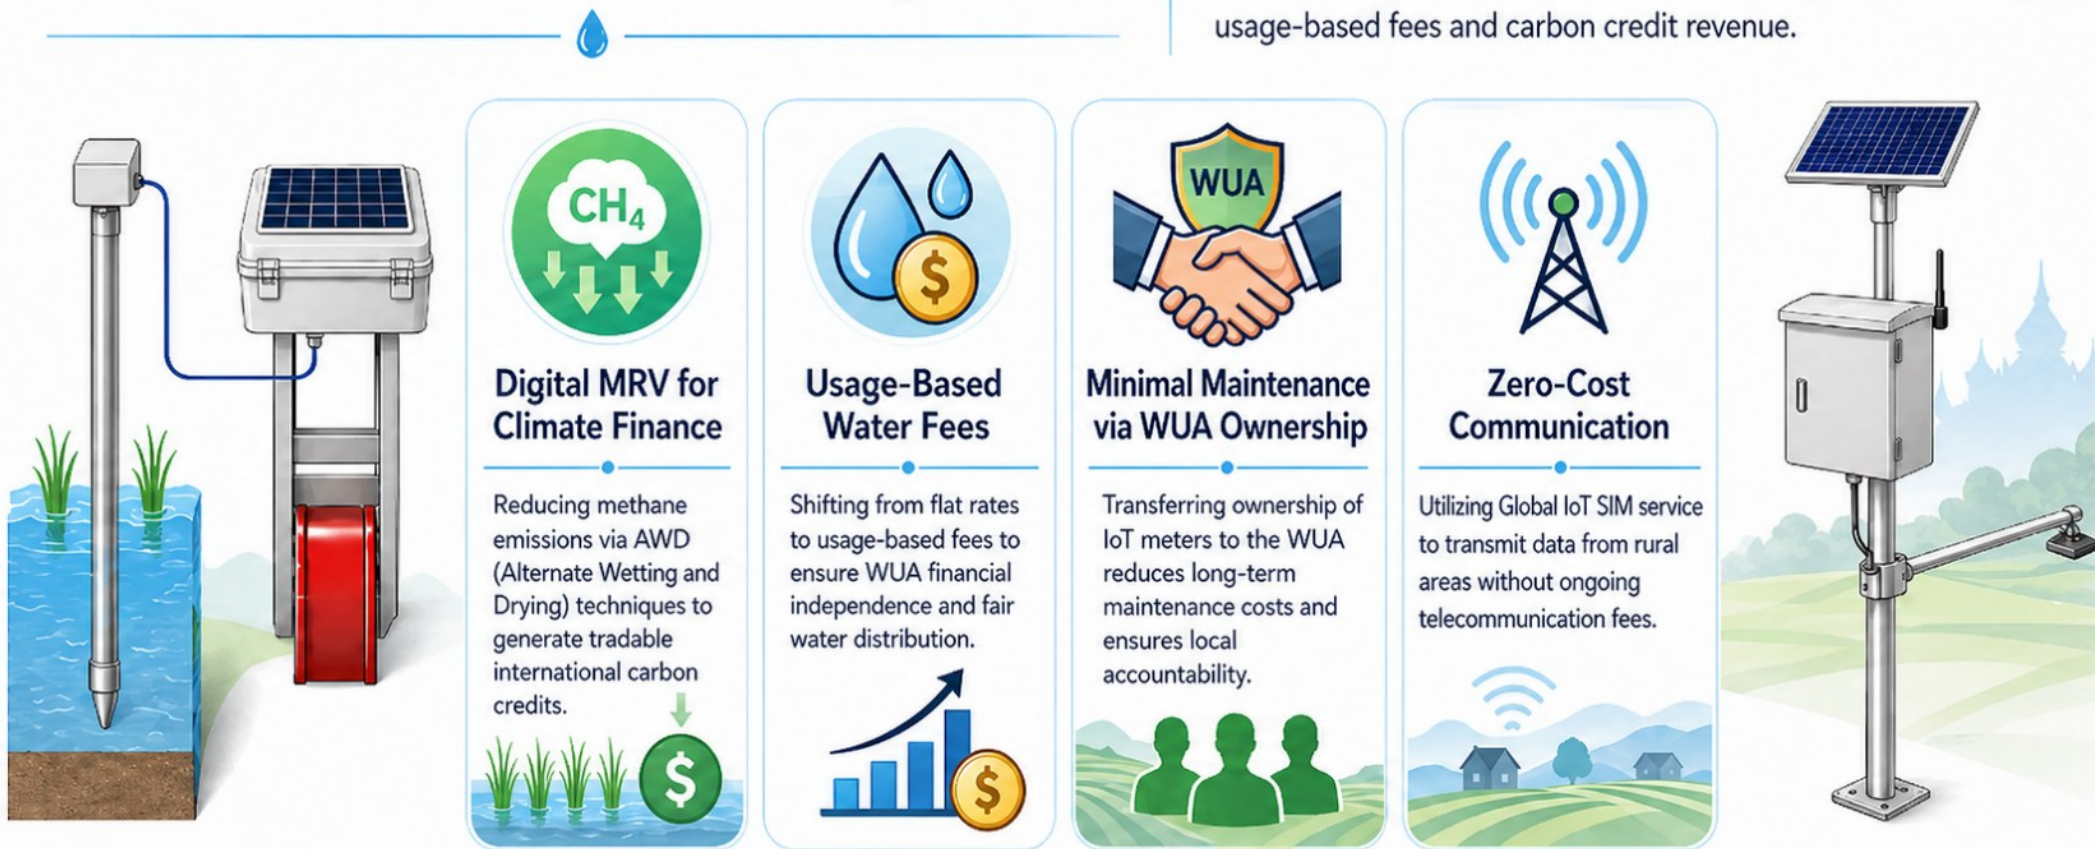 usage-based fees and carbon credit revenue.
CH4
Digital MRV for
Climate Finance
Reducing methane
emissions via AWD
(Alternate Wetting and
Drying) techniques to
generate tradable
international carbon
credits.
$
$
Usage-Based
Water Fees
Shifting from flat rates
to usage-based fees to
ensure WUA financial
independence and fair
water distribution.
$
WUA
Minimal Maintenance
via WUA Ownership
Transferring ownership of
IoT meters to the WUA
reduces long-term
maintenance costs and
ensures local
accountability.
Zero-Cost
Communication
Utilizing Global IoT SIM service
to transmit data from rural
areas without ongoing
telecommunication fees.